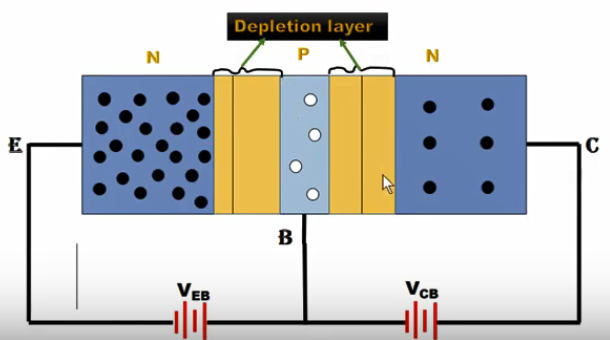 Depletion layer
N P N
E C
B
VEB VCB